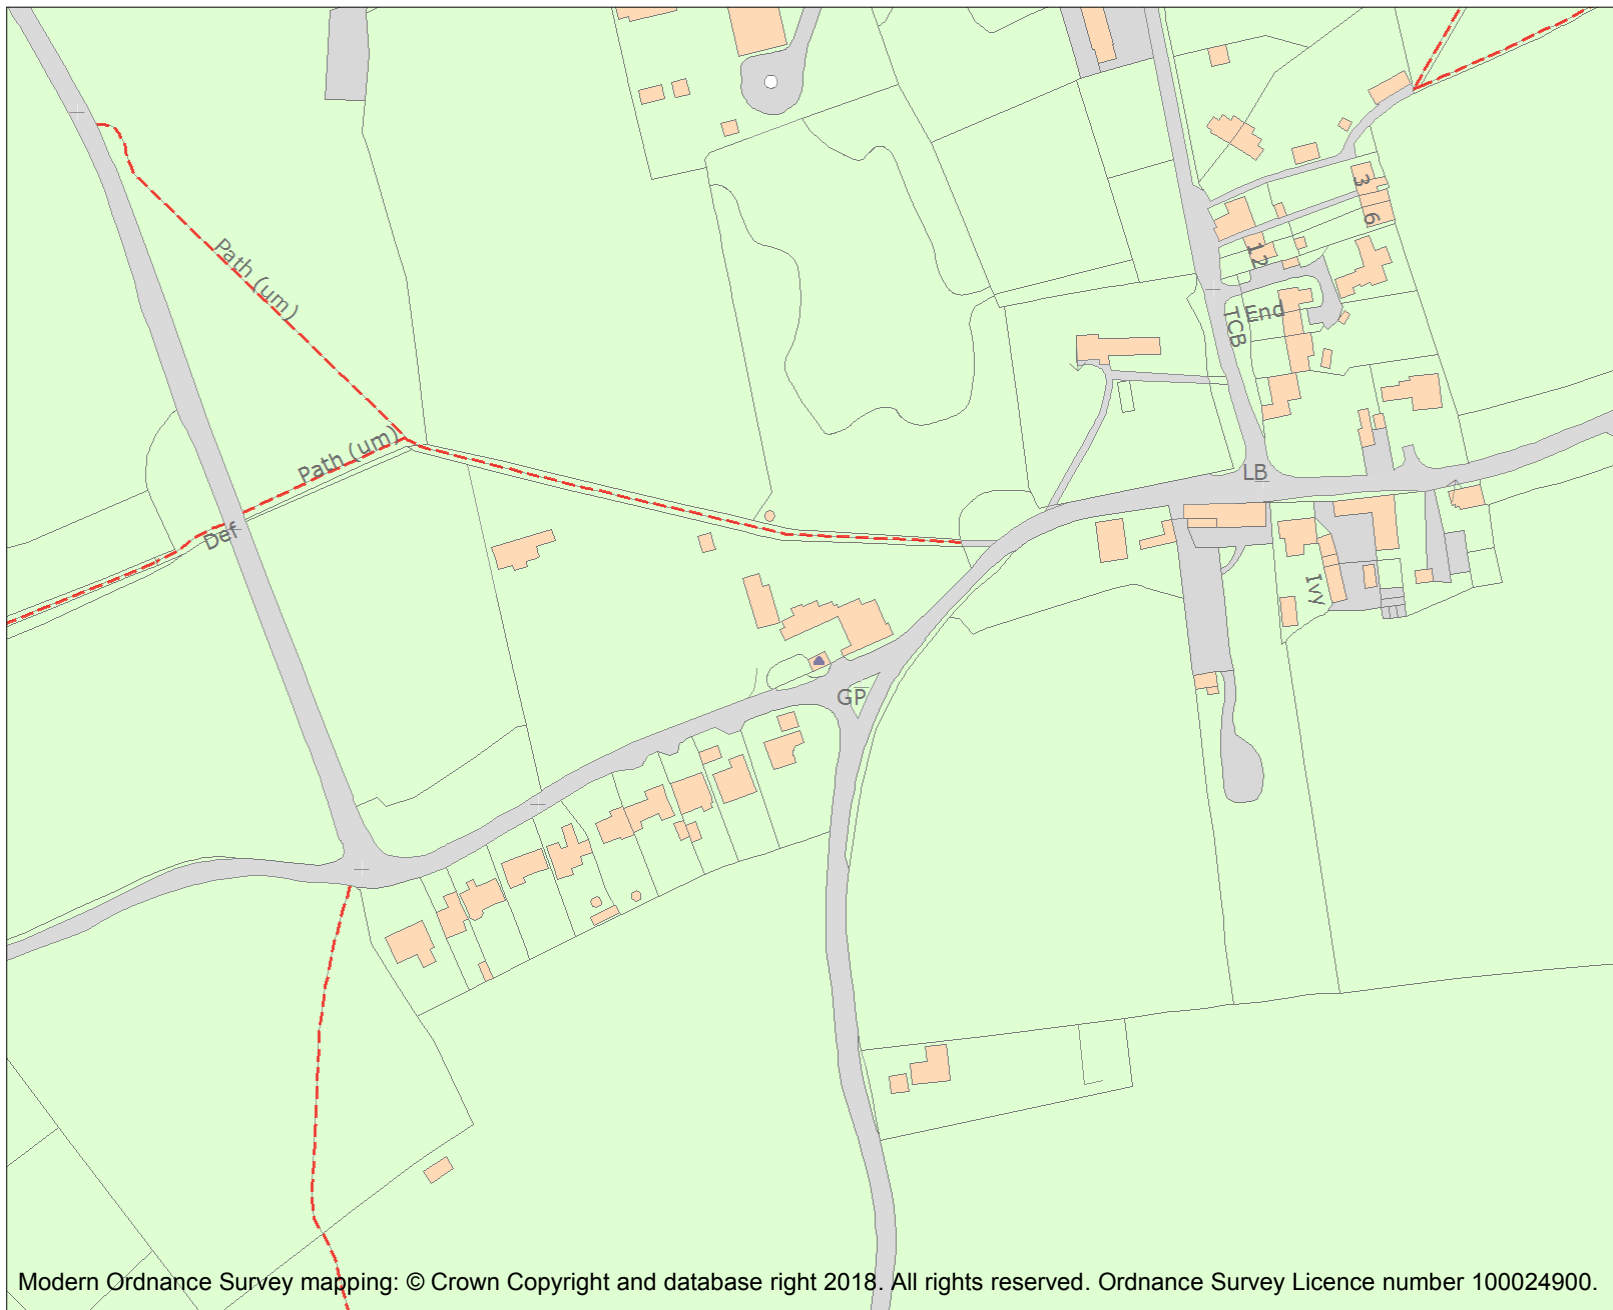 3
6
Path (um)
12
End
TCB
Path (um)
LB
Def
Ivy
GP
Modern Ordnance Survey mapping: © Crown Copyright and database right 2018. All rights reserved. Ordnance Survey Licence number 100024900.